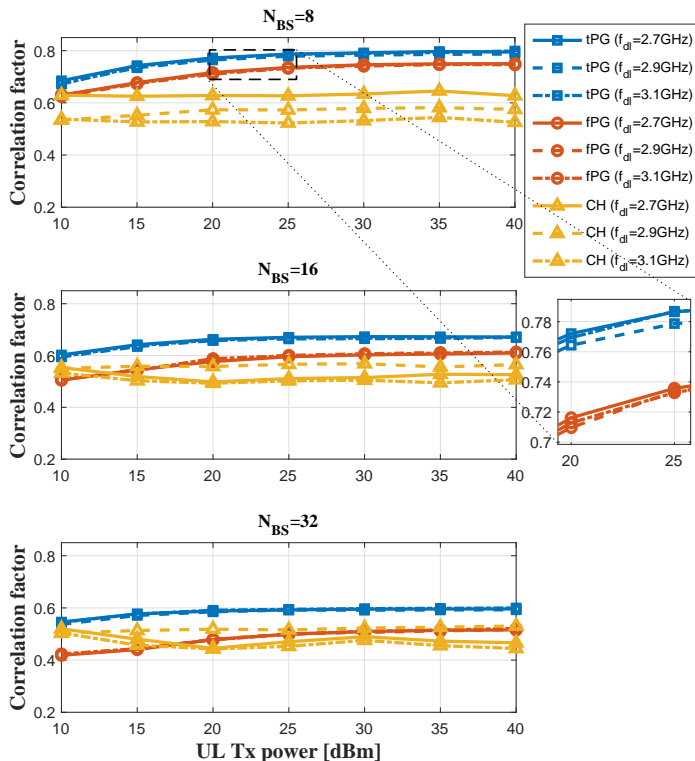 N_BS=8
Correlation factor
0.8
0.6
0.4
0.2
10 15 20 25 30 35 40
tPG (f_dl=2.7GHz)
tPG (f_dl=2.9GHz)
tPG (f_dl=3.1GHz)
fPG (f_dl=2.7GHz)
fPG (f_dl=2.9GHz)
fPG (f_dl=3.1GHz)
CH (f_dl=2.7GHz)
CH (f_dl=2.9GHz)
CH (f_dl=3.1GHz)
N_BS=16
Correlation factor
0.8
0.6
0.4
0.2
10 15 20 25 30 35 40
0.78
0.76
0.74
0.72
0.7
20 25
N_BS=32
Correlation factor
0.8
0.6
0.4
0.2
10 15 20 25 30 35 40
UL Tx power [dBm]